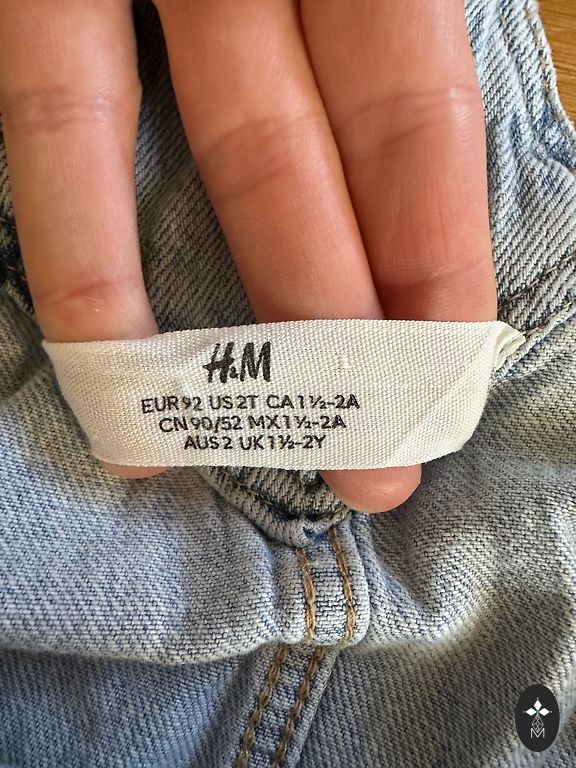 H&M
EUR 92 US 2T CA 1½-2A
CN 90/52 MX 1½-2A
AUS 2 UK 1½-2Y
M